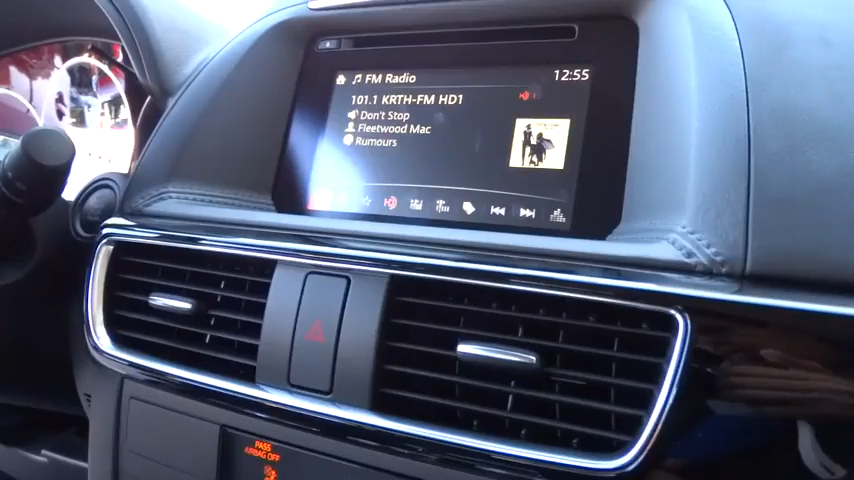 FM Radio
12:55
101.1 KRTH-FM HD1
Don't Stop
Fleetwood Mac
Rumours
PASS
AIRBAG OFF